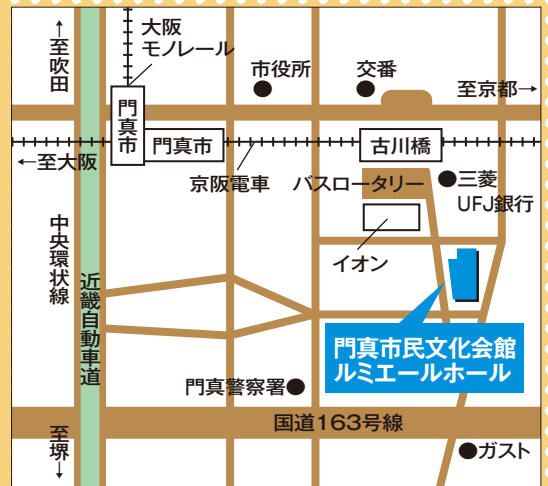 ↑至吹田
大阪
モノレール
市役所
交番
至京都→
門真市
門真市
古川橋
←至大阪
京阪電車
バスロータリー
三菱
UFJ銀行
イオン
中央環状線
近畿自動車道
門真市民文化会館
ルミエールホール
門真警察署
国道163号線
至堺↓
ガスト